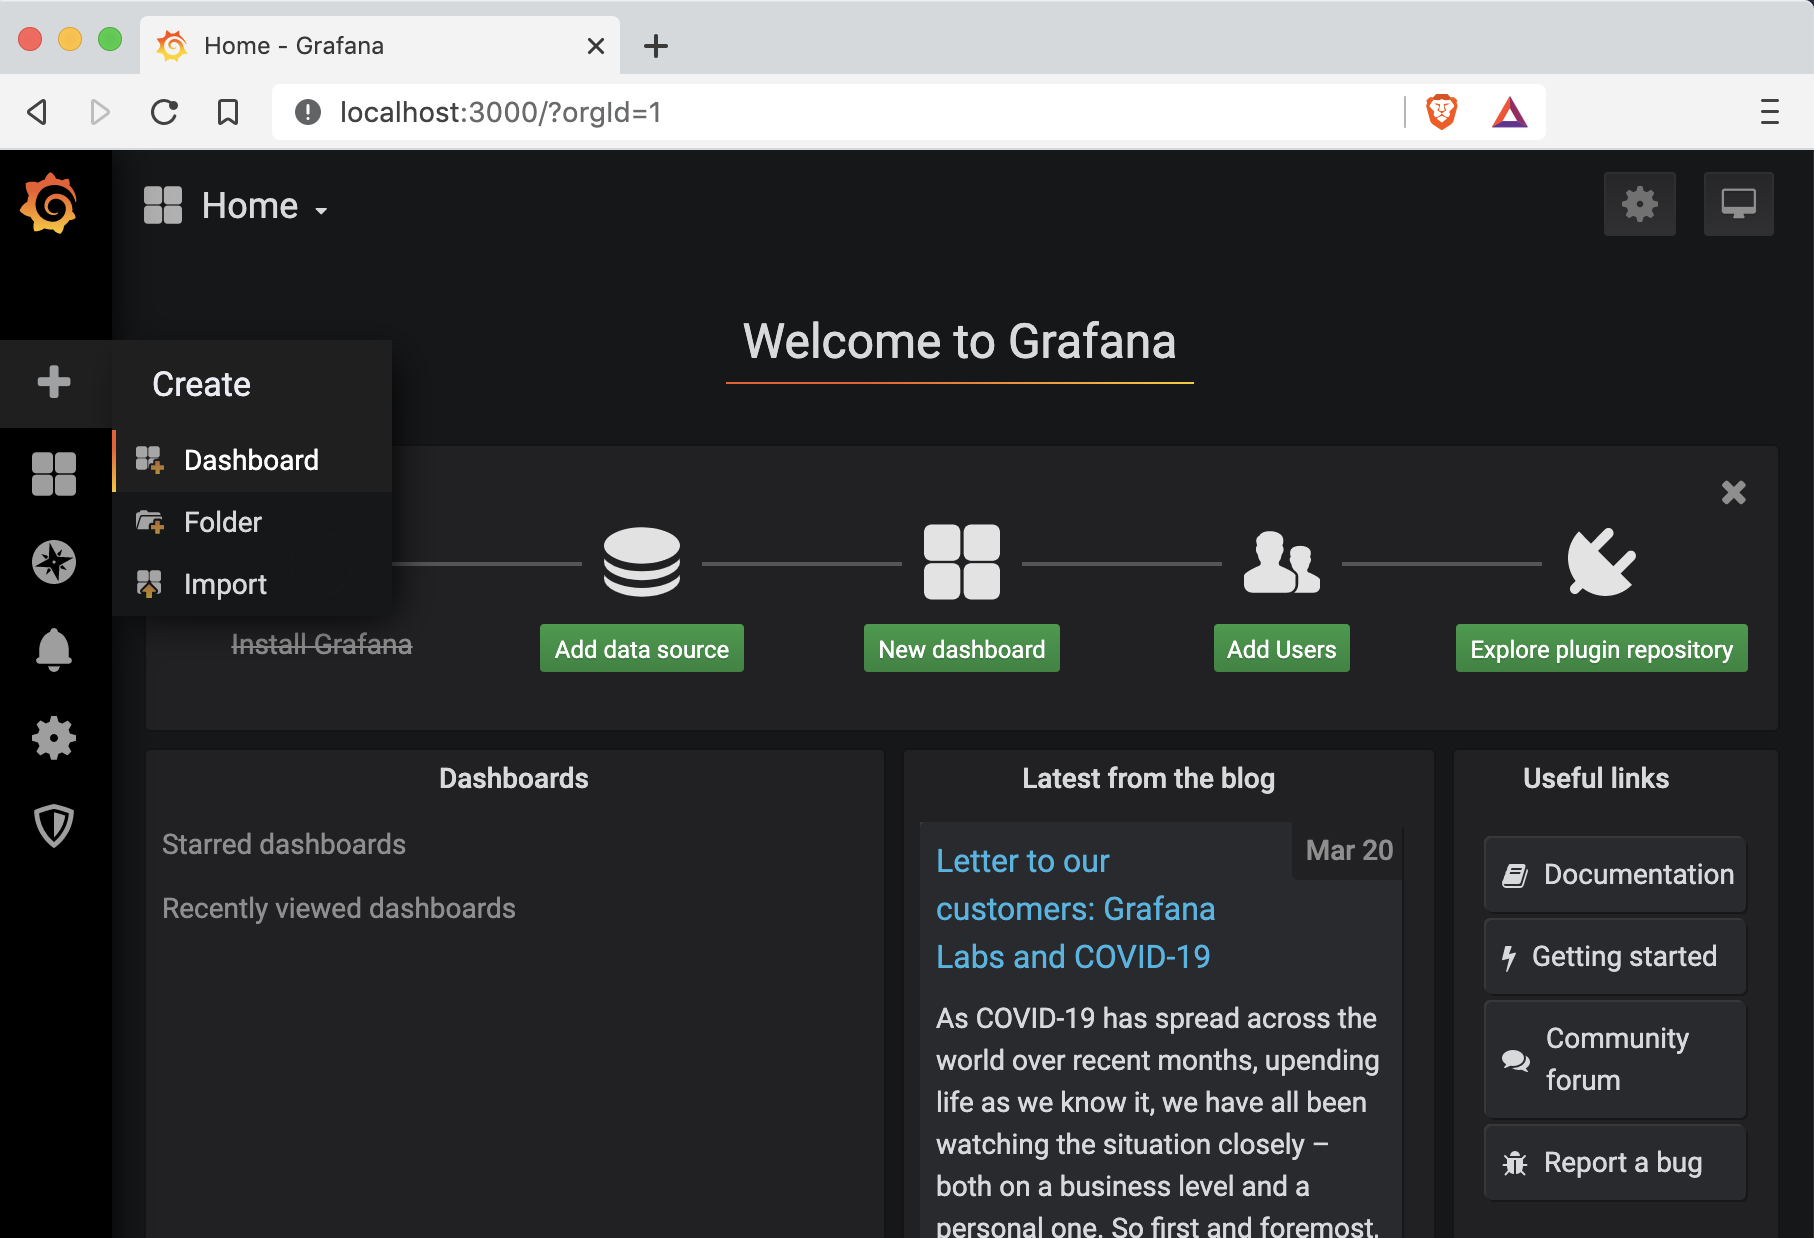 Home - Grafana
localhost:3000/?orgId=1
Home
Welcome to Grafana
Create
Dashboard
Folder
Import
Install Grafana
Add data source
New dashboard
Add Users
Explore plugin repository
Dashboards
Starred dashboards
Recently viewed dashboards
Latest from the blog
Mar 20
Letter to our
customers: Grafana
Labs and COVID-19
As COVID-19 has spread across the
world over recent months, upending
life as we know it, we have all been
watching the situation closely –
both on a business level and a
personal one. So first and foremost,
Useful links
Documentation
Getting started
Community
forum
Report a bug